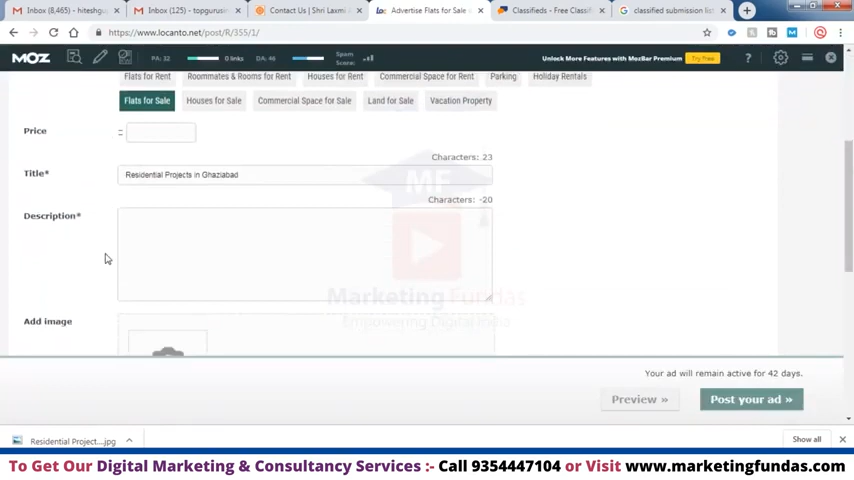 Inbox (8,465) - hiteshg
Inbox (125) - topgurusin
Contact Us | Shri Laxmi
Advertise Flats for Sale
Classifieds - Free Classif
classified submission list
https://www.locanto.net/post/R/355/1/
MOZ
PA: 32
0 links
DA: 46
Spam Score:
Unlock More Features with MozBar Premium
Try Free
Flats for Rent
Roommates & Rooms for Rent
Houses for Rent
Commercial Space for Rent
Parking
Holiday Rentals
Flats for Sale
Houses for Sale
Commercial Space for Sale
Land for Sale
Vacation Property
Price
Characters: 23
Title*
Residential Projects in Ghaziabad
Characters: -20
Description*
MF
Marketing Fundas
Empowering Digital India
Add image
Your ad will remain active for 42 days.
Preview »
Post your ad »
Residential Project....jpg
Show all
To Get Our Digital Marketing & Consultancy Services :- Call 9354447104 or Visit www.marketingfundas.com